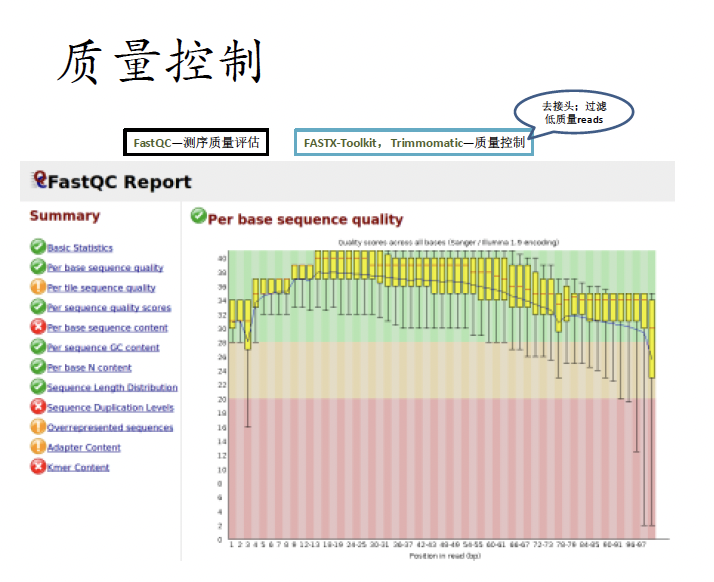 质量控制
去接头；过滤
低质量reads
FastQC—测序质量评估
FASTX-Toolkit， Trimmomatic—质量控制
FastQC Report
Summary
Basic Statistics
Per base sequence quality
Per tile sequence quality
Per sequence quality scores
Per base sequence content
Per sequence GC content
Per base N content
Sequence Length Distribution
Sequence Duplication Levels
Overrepresented sequences
Adapter Content
Kmer Content
Per base sequence quality
Quality scores across all bases (Sanger / Illumina 1.9 encoding)
40
38
36
34
32
30
28
26
24
22
20
18
16
14
12
10
8
6
4
2
0
1 2 3 4 5 6 7 8 9 12-13 18-19 24-25 30-31 36-37 42-43 48-49 54-55 60-61 66-67 72-73 78-79 84-85 90-91 96-97
Position in read (bp)